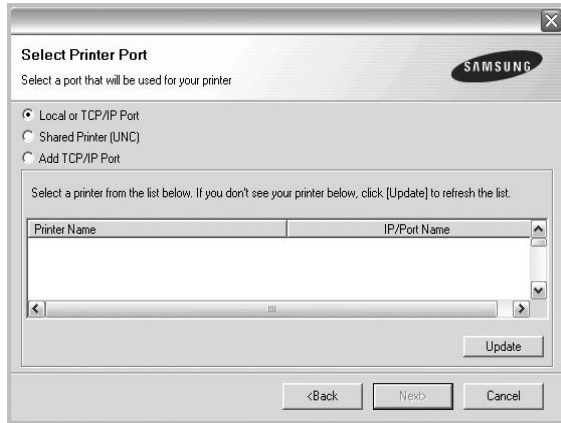 Select Printer Port
Select a port that will be used for your printer
SAMSUNG
Local or TCP/IP Port
Shared Printer (UNC)
Add TCP/IP Port
Select a printer from the list below. If you don't see your printer below, click [Update] to refresh the list.
Printer Name IP/Port Name
Update
<Back Next> Cancel